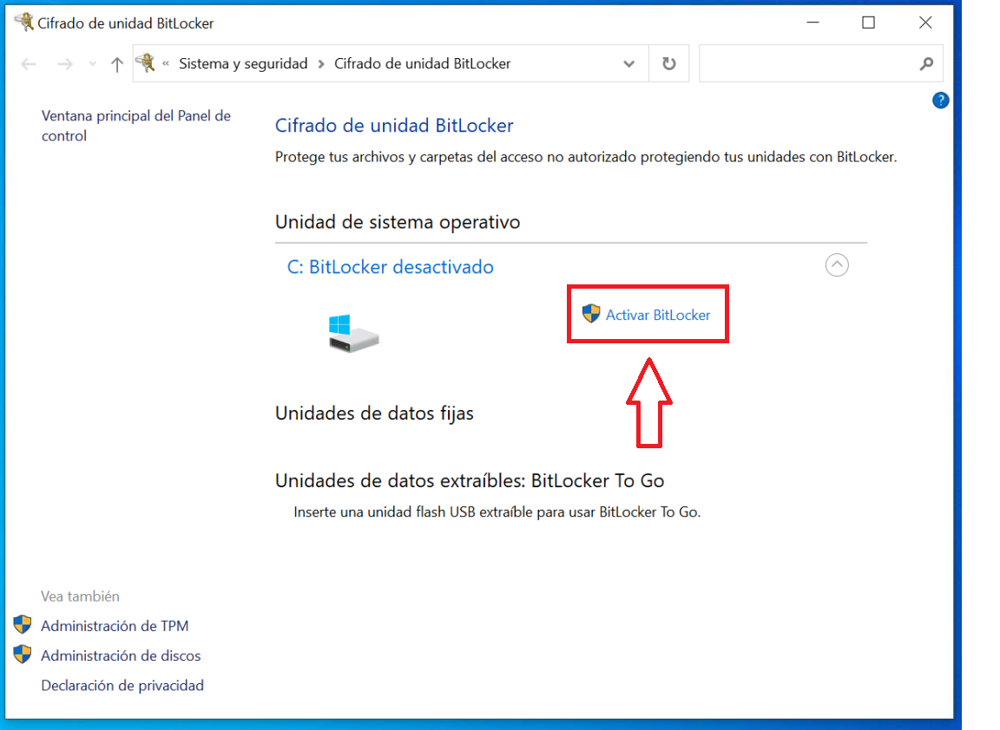 Cifrado de unidad BitLocker
« Sistema y seguridad > Cifrado de unidad BitLocker
?
Ventana principal del Panel de
control
Cifrado de unidad BitLocker
Protege tus archivos y carpetas del acceso no autorizado protegiendo tus unidades con BitLocker.
Unidad de sistema operativo
C: BitLocker desactivado
Activar BitLocker
Unidades de datos fijas
Unidades de datos extraíbles: BitLocker To Go
Inserte una unidad flash USB extraíble para usar BitLocker To Go.
Vea también
Administración de TPM
Administración de discos
Declaración de privacidad